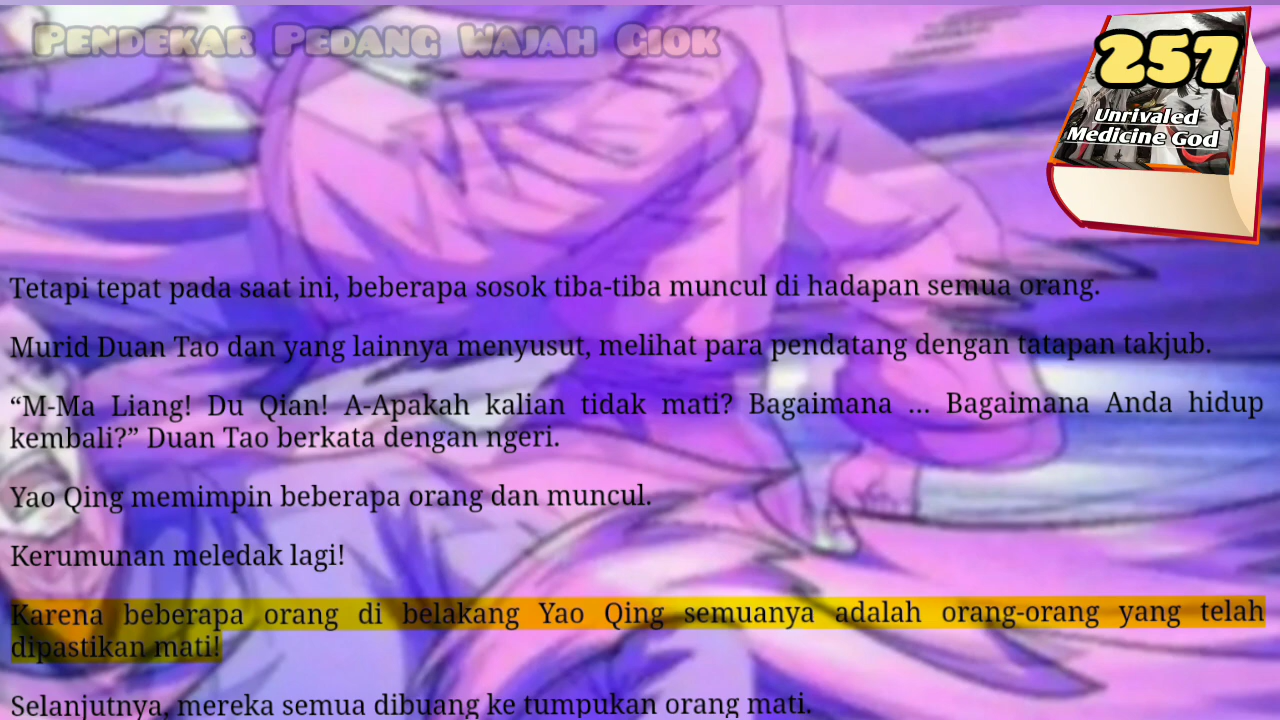 Pendekar Pedang Wajah Giok
257
Unrivaled
Medicine God
Tetapi tepat pada saat ini, beberapa sosok tiba-tiba muncul di hadapan semua orang.
Murid Duan Tao dan yang lainnya menyusut, melihat para pendatang dengan tatapan takjub.
“M-Ma Liang! Du Qian! A-Apakah kalian tidak mati? Bagaimana ... Bagaimana Anda hidup
kembali?” Duan Tao berkata dengan ngeri.
Yao Qing memimpin beberapa orang dan muncul.
Kerumunan meledak lagi!
Karena beberapa orang di belakang Yao Qing semuanya adalah orang-orang yang telah
dipastikan mati!
Selanjutnya, mereka semua dibuang ke tumpukan orang mati.